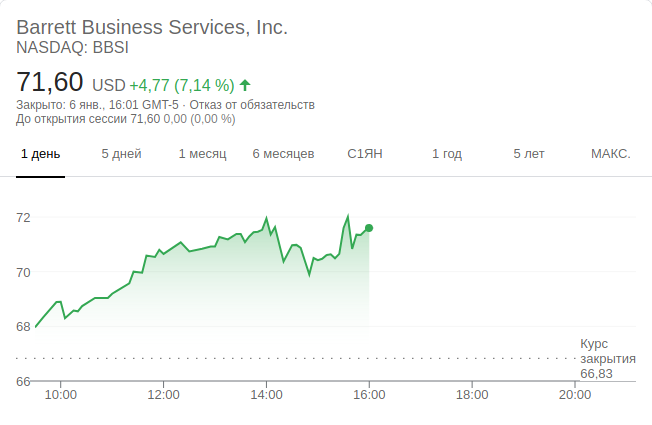 Barrett Business Services, Inc.
NASDAQ: BBSI
71,60 USD +4,77 (7,14 %)
Закрыто: 6 янв., 16:01 GMT-5 · Отказ от обязательств
До открытия сессии 71,60 0,00 (0,00 %)
1 день 5 дней 1 месяц 6 месяцев С1ЯН 1 год 5 лет МАКС.
72
70
68
Курс
закрытия
66,83
66
10:00 12:00 14:00 16:00 18:00 20:00